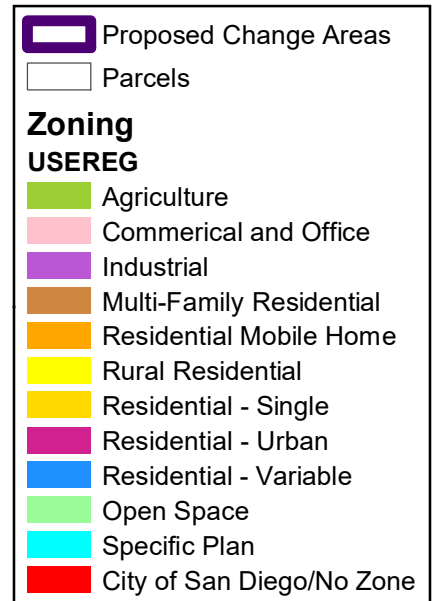 Proposed Change Areas
Parcels
Zoning
USEREG
Agriculture
Commerical and Office
Industrial
Multi-Family Residential
Residential Mobile Home
Rural Residential
Residential - Single
Residential - Urban
Residential - Variable
Open Space
Specific Plan
City of San Diego/No Zone